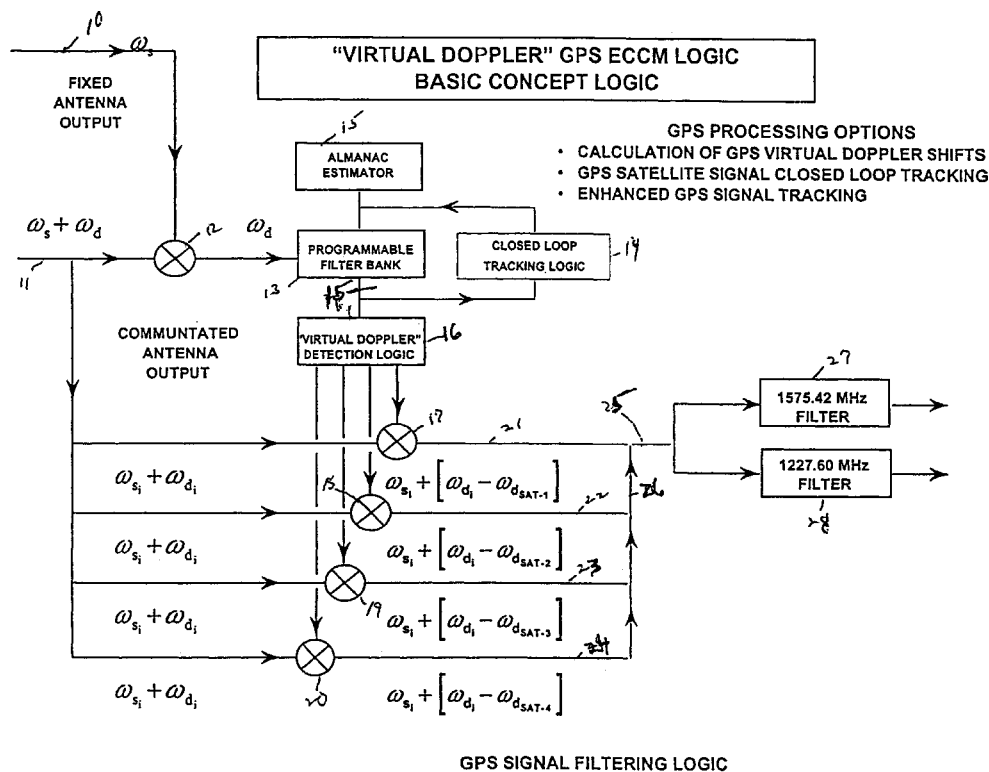 10
ωs
"VIRTUAL DOPPLER" GPS ECCM LOGIC
BASIC CONCEPT LOGIC
FIXED
ANTENNA
OUTPUT
15
ALMANAC
ESTIMATOR
GPS PROCESSING OPTIONS
• CALCULATION OF GPS VIRTUAL DOPPLER SHIFTS
• GPS SATELLITE SIGNAL CLOSED LOOP TRACKING
• ENHANCED GPS SIGNAL TRACKING
ωs + ωd
12
ωd
11
PROGRAMMABLE
FILTER BANK
13
CLOSED LOOP
TRACKING LOGIC
14
COMMUNTATED
ANTENNA
OUTPUT
"VIRTUAL DOPPLER"
DETECTION LOGIC
16
27
1575.42 MHz
FILTER
17
21
25
1227.60 MHz
FILTER
28
ωsi + ωdi
ωsi + [ωdi − ωdSAT-1]
26
18
22
ωsi + ωdi
ωsi + [ωdi − ωdSAT-2]
19
23
ωsi + ωdi
ωsi + [ωdi − ωdSAT-3]
24
20
ωsi + ωdi
ωsi + [ωdi − ωdSAT-4]
GPS SIGNAL FILTERING LOGIC